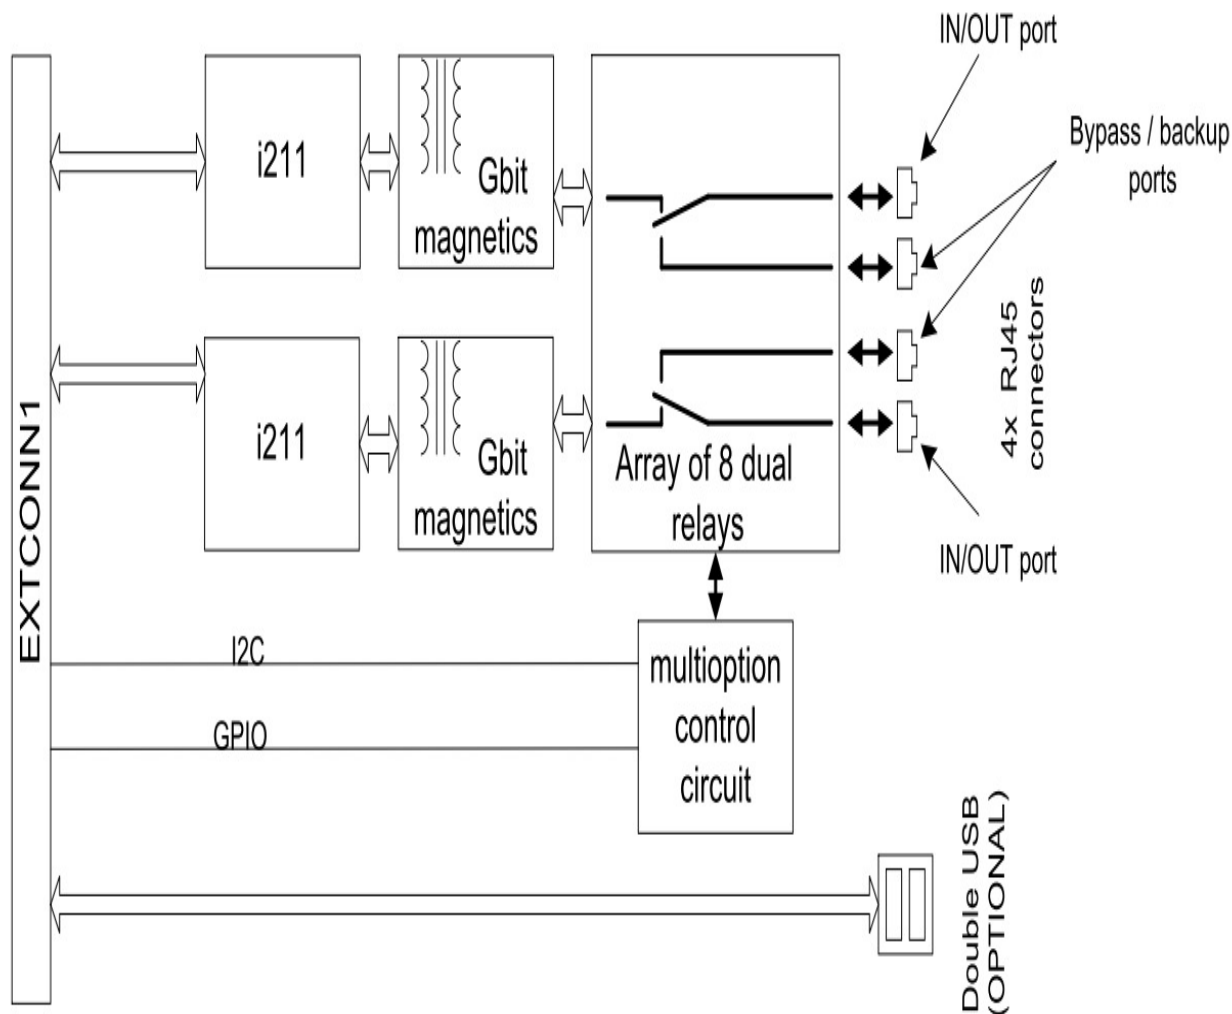 IN/OUT port
Bypass / backup
ports
i211
Gbit
magnetics
EXTCONN1
i211
Gbit
magnetics
Array of 8 dual
relays
4x RJ45
connectors
IN/OUT port
I2C
GPIO
multioption
control
circuit
Double USB
(OPTIONAL)